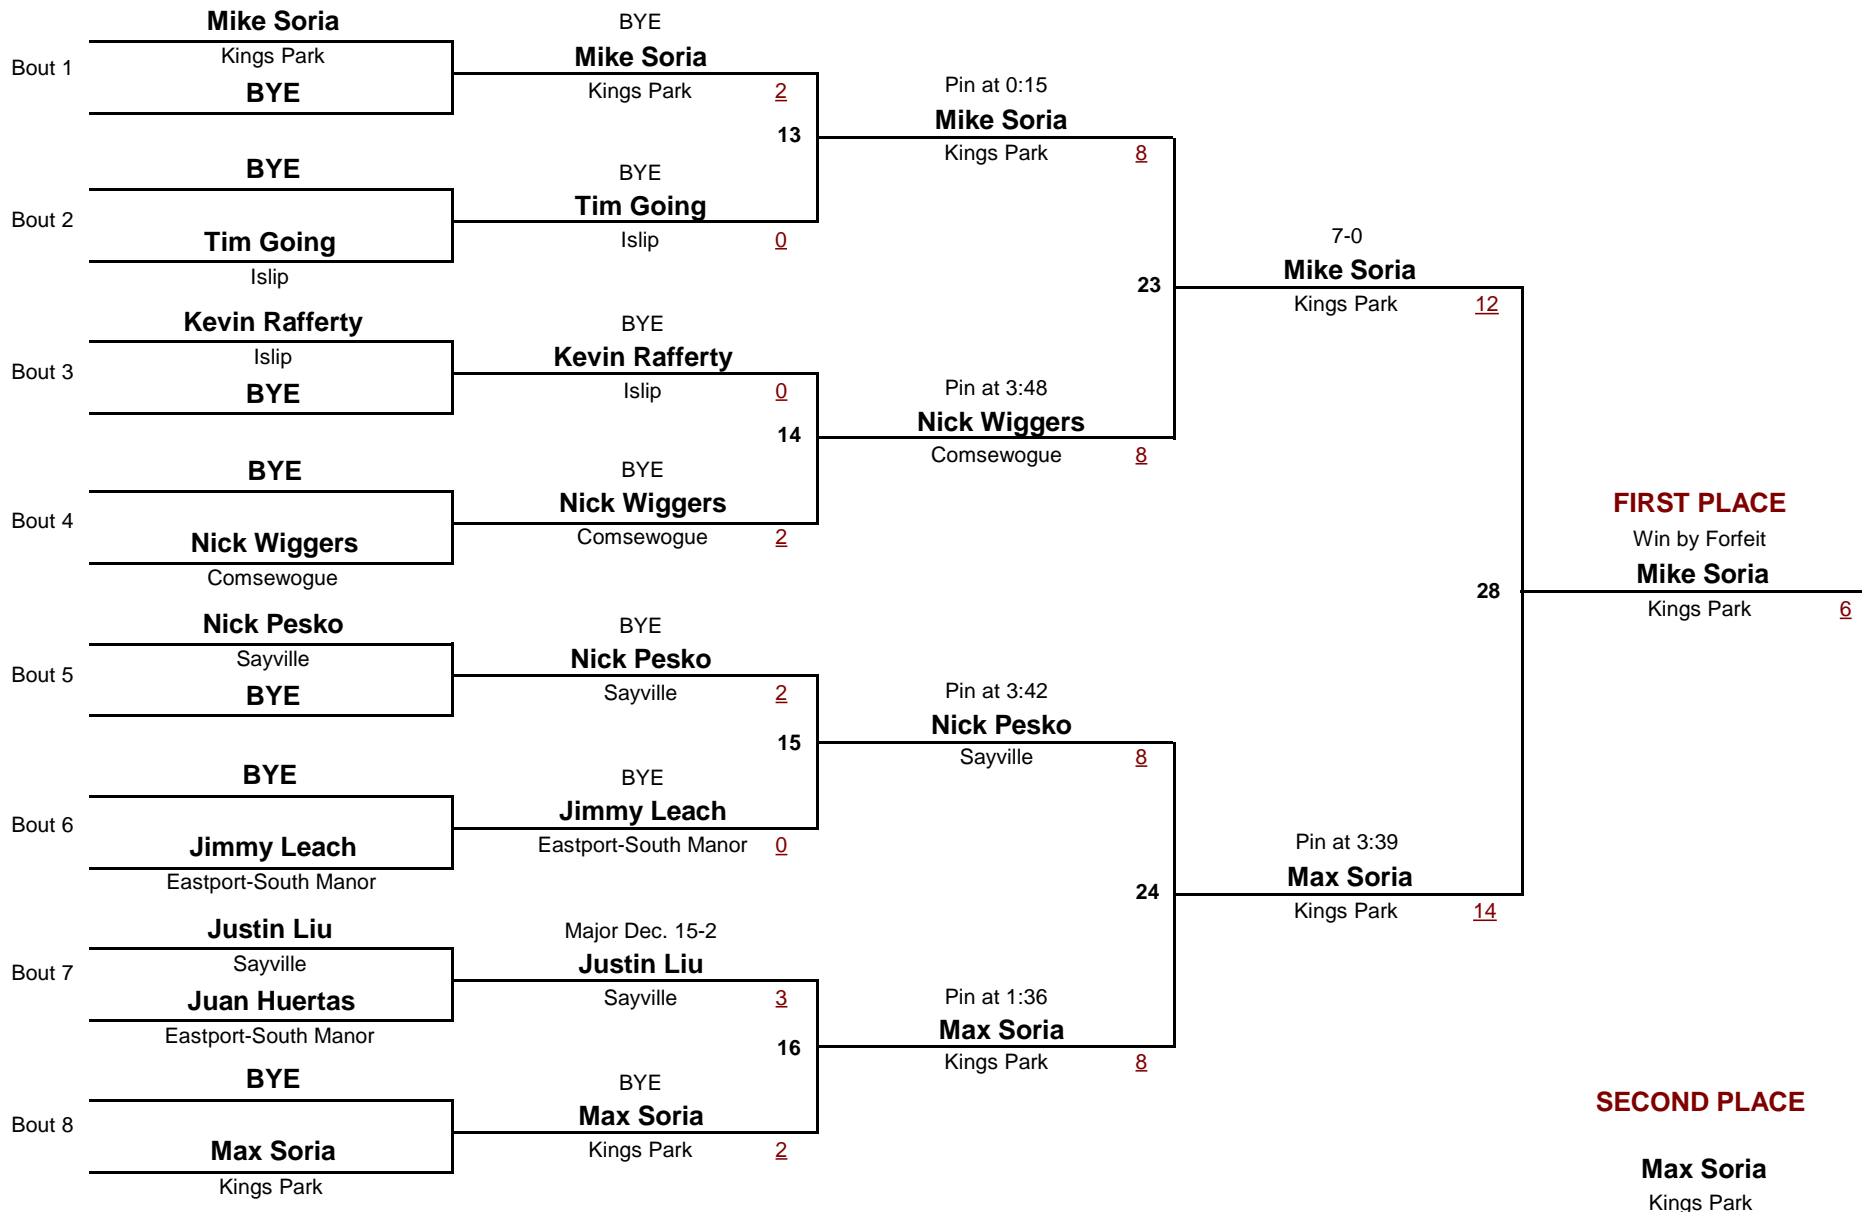 Mike Soria
Bout 1
Kings Park
BYE
BYE
Bout 2
Tim Going
Islip
Kevin Rafferty
Bout 3
Islip
BYE
BYE
Bout 4
Nick Wiggers
Comsewogue
Nick Pesko
Bout 5
Sayville
BYE
BYE
Bout 6
Jimmy Leach
Eastport-South Manor
Justin Liu
Bout 7
Sayville
Juan Huertas
Eastport-South Manor
BYE
Bout 8
Max Soria
Kings Park
BYE
Mike Soria
Kings Park 2
13
BYE
Tim Going
Islip 0
BYE
Kevin Rafferty
Islip 0
14
BYE
Nick Wiggers
Comsewogue 2
BYE
Nick Pesko
Sayville 2
15
BYE
Jimmy Leach
Eastport-South Manor 0
Major Dec. 15-2
Justin Liu
Sayville 3
16
BYE
Max Soria
Kings Park 2
Pin at 0:15
Mike Soria
Kings Park 8
23
Pin at 3:48
Nick Wiggers
Comsewogue 8
Pin at 3:42
Nick Pesko
Sayville 8
24
Pin at 1:36
Max Soria
Kings Park 8
7-0
Mike Soria
Kings Park 12
28
Pin at 3:39
Max Soria
Kings Park 14
FIRST PLACE
Win by Forfeit
Mike Soria
Kings Park 6
SECOND PLACE
Max Soria
Kings Park